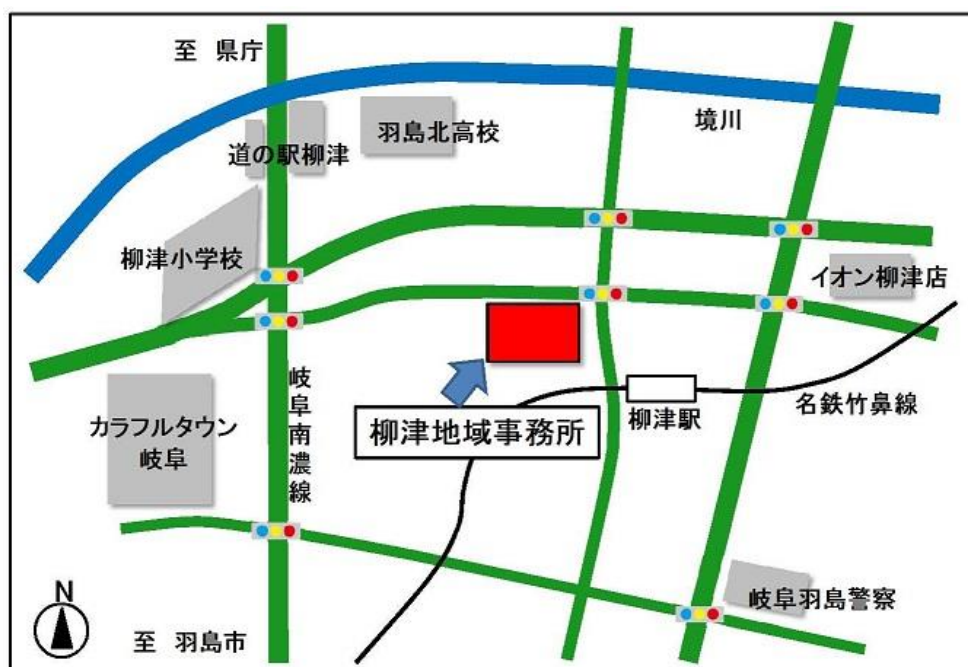 至 県庁
境川
羽島北高校
道の駅柳津
柳津小学校
イオン柳津店
岐阜南濃線
名鉄竹鼻線
柳津駅
カラフルタウン
岐阜
柳津地域事務所
岐阜羽島警察
N
至 羽島市